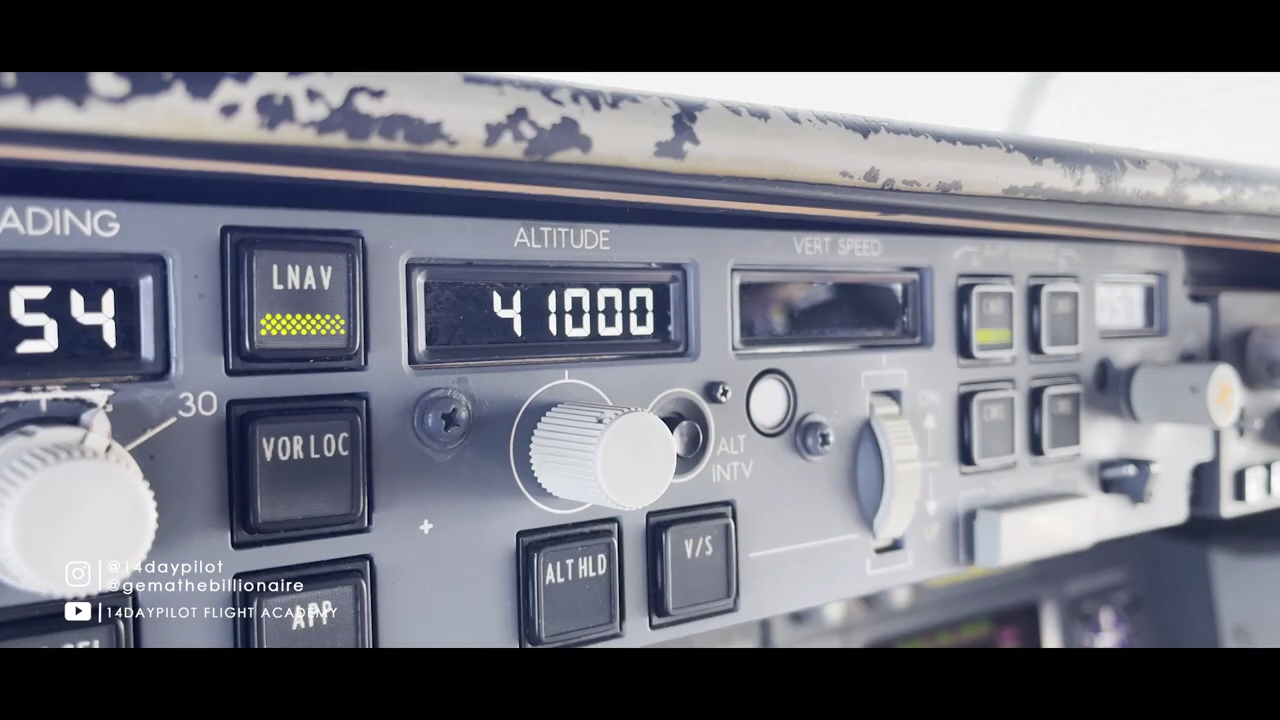 ADING
ALTITUDE
VERT SPEED
54
LNAV
41000
30
VOR LOC
ALT
INTV
ALT HLD
V/S
APP
@14daypilot
@gemathebillionaire
14DAYPILOT FLIGHT ACADEMY